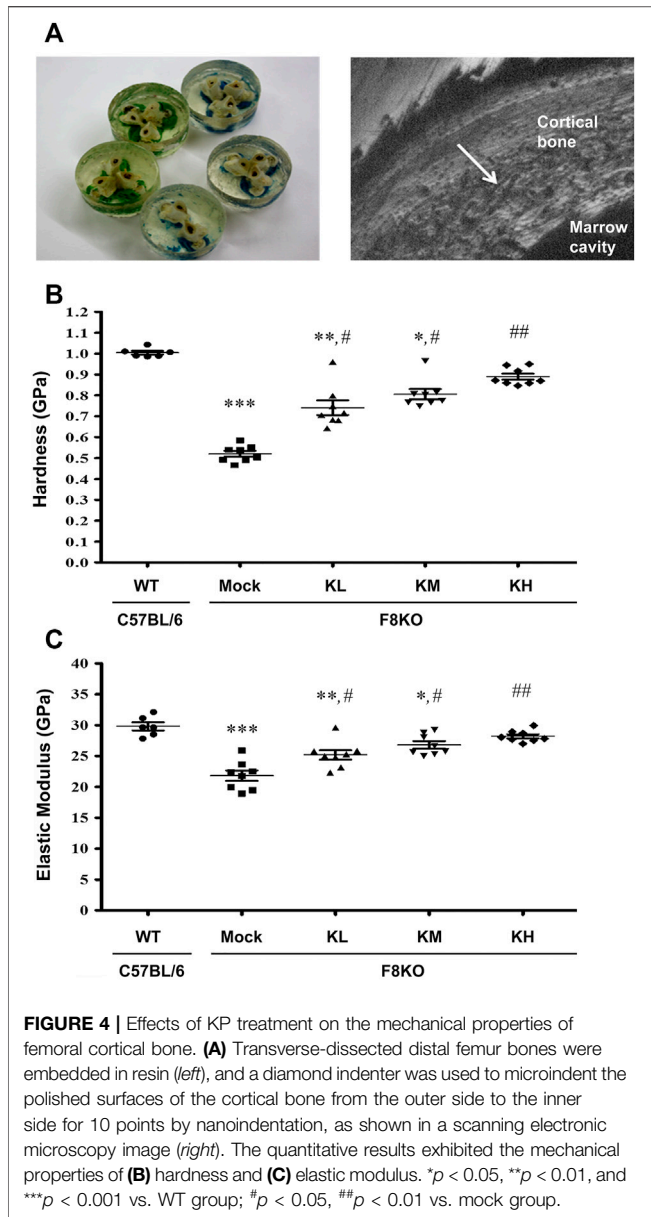 A
Cortical
bone
Marrow
cavity
B
Hardness (GPa)
1.2
1.1
1.0
0.9
0.8
0.7
0.6
0.5
0.4
0.3
0.2
0.1
0.0
***
**,#
*,#
##
WT Mock KL KM KH
C57BL/6 F8KO
C
Elastic Modulus (GPa)
40
35
30
25
20
15
10
5
0
***
**,#
*,#
##
WT Mock KL KM KH
C57BL/6 F8KO
FIGURE 4 | Effects of KP treatment on the mechanical properties of
femoral cortical bone. (A) Transverse-dissected distal femur bones were
embedded in resin (left), and a diamond indenter was used to microindent the
polished surfaces of the cortical bone from the outer side to the inner
side for 10 points by nanoindentation, as shown in a scanning electronic
microscopy image (right). The quantitative results exhibited the mechanical
properties of (B) hardness and (C) elastic modulus. *p < 0.05, **p < 0.01, and
***p < 0.001 vs. WT group; #p < 0.05, ##p < 0.01 vs. mock group.